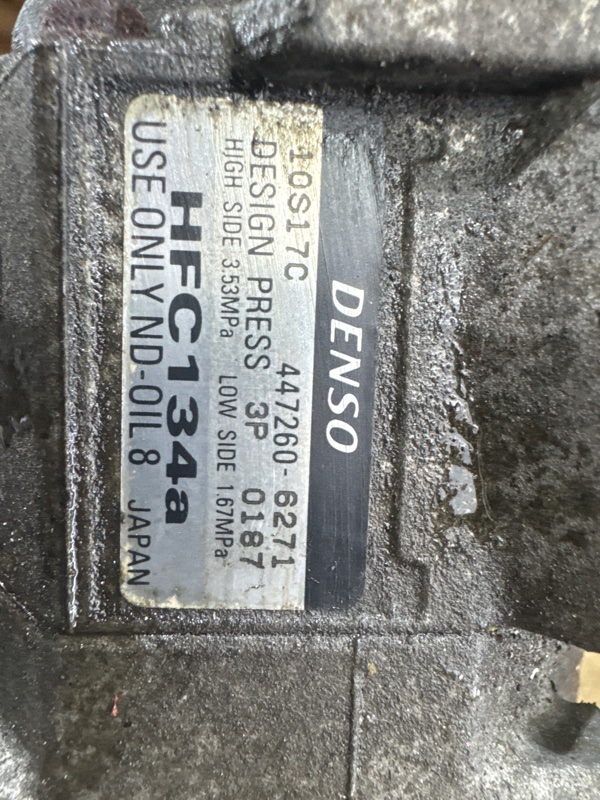 DENSO
10S17C 447260-6271
DESIGN PRESS 3P 0187
HIGH SIDE 3.53MPa LOW SIDE 1.67MPa
HFC134a
USE ONLY ND-OIL 8 JAPAN